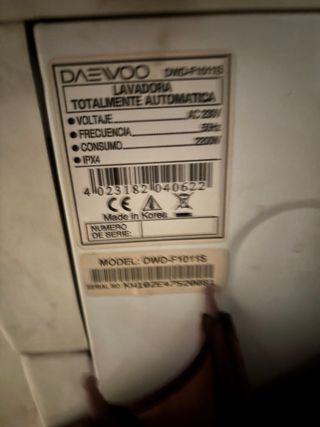 DAEWOO DWD-F1011S
LAVADORA
TOTALMENTE AUTOMATICA
● VOLTAJE AC 230V
● FRECUENCIA 50Hz
● CONSUMO 2200W
● IPX4
4 023182 040622
CE
Made in Korea
NUMERO
DE SERIE:
MODEL: DWD-F1011S
SERIAL NO: